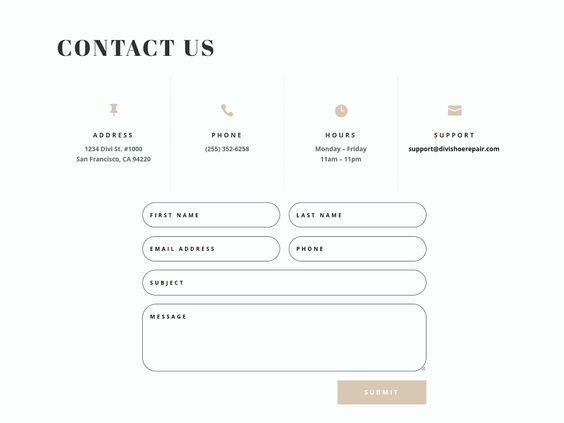 CONTACT US
ADDRESS
1234 Divi St. #1000
San Francisco, CA 94220
PHONE
(255) 352-6258
HOURS
Monday – Friday
11am – 11pm
SUPPORT
support@divishoerepair.com
FIRST NAME
LAST NAME
EMAIL ADDRESS
PHONE
SUBJECT
MESSAGE
SUBMIT